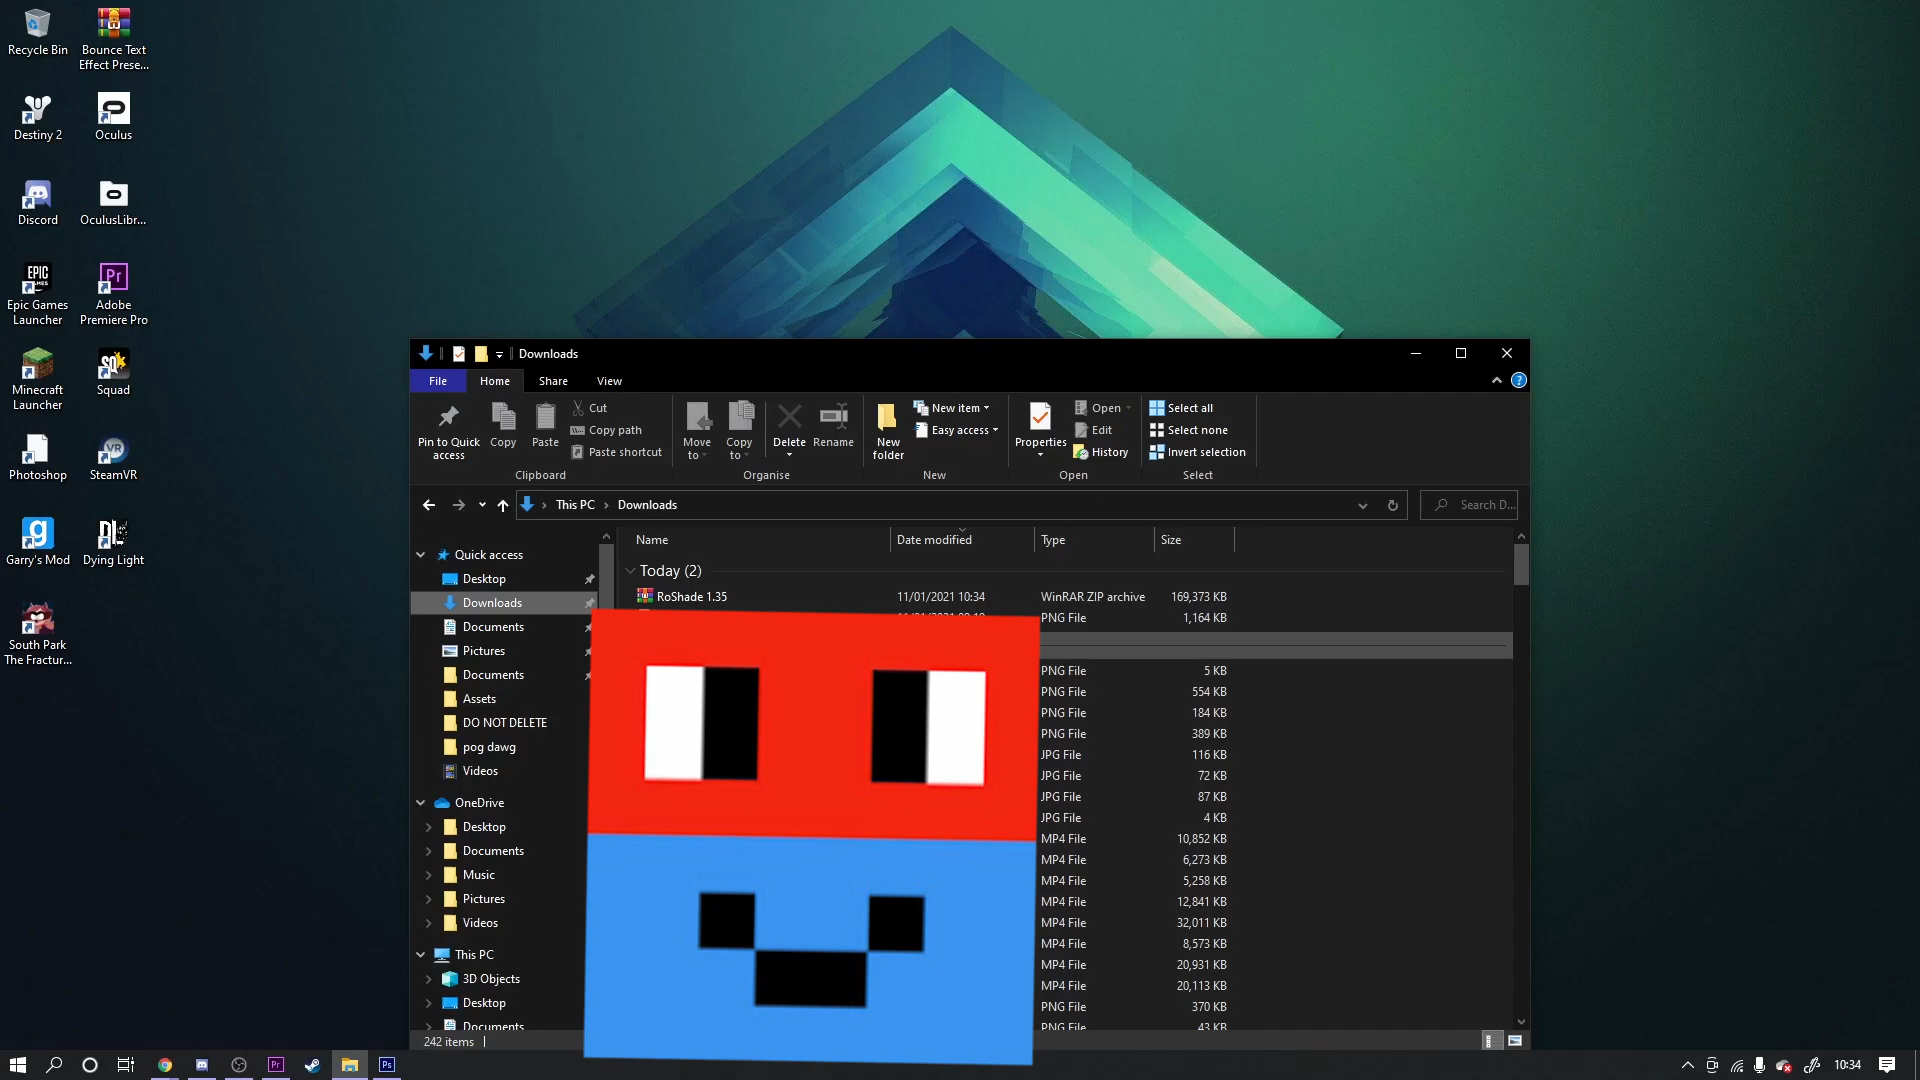 Recycle Bin
Bounce Text
Effect Prese...
Destiny 2
Oculus
Discord
OculusLibr...
EPIC
GAMES
Epic Games
Launcher
Pr
Adobe
Premiere Pro
Minecraft
Launcher
Squad
Photoshop
VR
SteamVR
g
Garry's Mod
Dying Light
South Park
The Fractur...
Downloads
File
Home
Share
View
?
Pin to Quick
access
Copy
Paste
Cut
Copy path
Paste shortcut
Clipboard
Move
to
Copy
to
Delete
Rename
Organise
New
folder
New item
Easy access
New
Properties
Open
Edit
History
Open
Select all
Select none
Invert selection
Select
This PC
Downloads
Search D...
Name
Date modified
Type
Size
Quick access
Desktop
Downloads
Documents
Pictures
Documents
Assets
DO NOT DELETE
pog dawg
Videos
OneDrive
Desktop
Documents
Music
Pictures
Videos
This PC
3D Objects
Desktop
Documents
Today (2)
RoShade 1.35 11/01/2021 10:34 WinRAR ZIP archive 169,373 KB
PNG File 1,164 KB
PNG File 5 KB
PNG File 554 KB
PNG File 184 KB
PNG File 389 KB
JPG File 116 KB
JPG File 72 KB
JPG File 87 KB
JPG File 4 KB
MP4 File 10,852 KB
MP4 File 6,273 KB
MP4 File 5,258 KB
MP4 File 12,841 KB
MP4 File 32,011 KB
MP4 File 8,573 KB
MP4 File 20,931 KB
MP4 File 20,113 KB
PNG File 370 KB
PNG File 43 KB
242 items
Pr
Ps
10:34